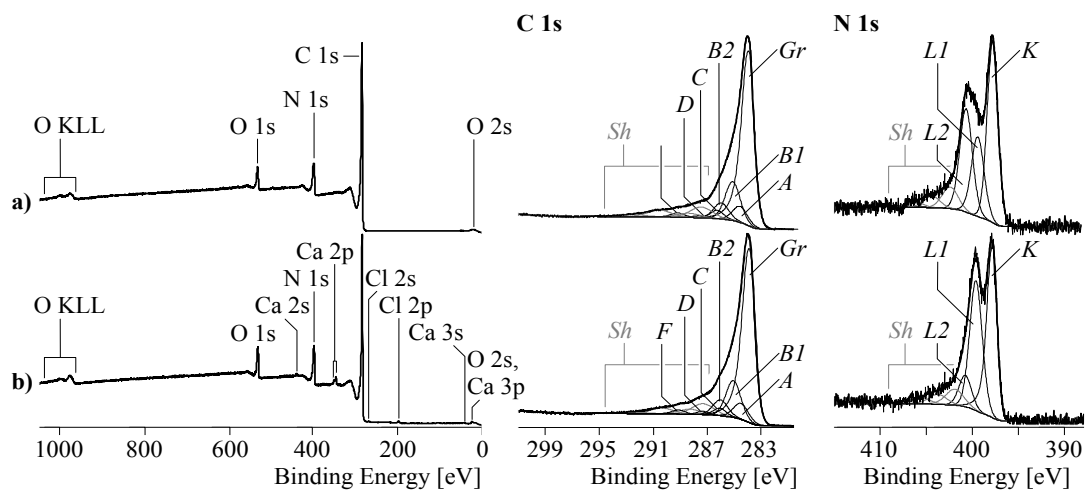 C 1s
N 1s
C 1s
N 1s
O KLL
O 1s
O 2s
a)
Sh
D
C
B2
Gr
B1
A
Sh
L2
L1
K
O KLL
O 1s
Ca 2s
N 1s
Ca 2p
Cl 2s
Cl 2p
Ca 3s
O 2s,
Ca 3p
b)
Sh
F
D
C
B2
Gr
B1
A
Sh
L2
L1
K
1000 800 600 400 200 0
299 295 291 287 283
410 400 390
Binding Energy [eV]
Binding Energy [eV]
Binding Energy [eV]